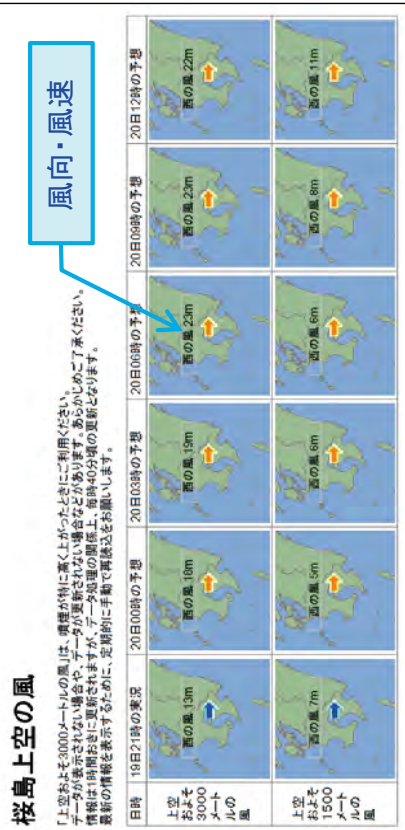 桜島上空の風
「上空およそ3000メートルの風」は、噴煙が特に高く上がったときにご利用ください。
データが表示されない場合や、データが更新されない場合などがあります。あらかじめご了承ください。
情報は1時間おきに更新されますが、データ処理の関係上、毎時40分頃の更新となります。
最新の情報を表示するために、定期的に手動で再読込をお願いします。
風向・風速
日時 19日21時の実況 20日00時の予想 20日03時の予想 20日06時の予想 20日09時の予想 20日12時の予想
上空
およそ
3000
メート
ルの
風
西の風 13m 西の風 18m 西の風 19m 西の風 23m 西の風 23m 西の風 22m
上空
およそ
1500
メート
ルの
風
西の風 7m 西の風 5m 西の風 6m 西の風 6m 西の風 8m 西の風 11m